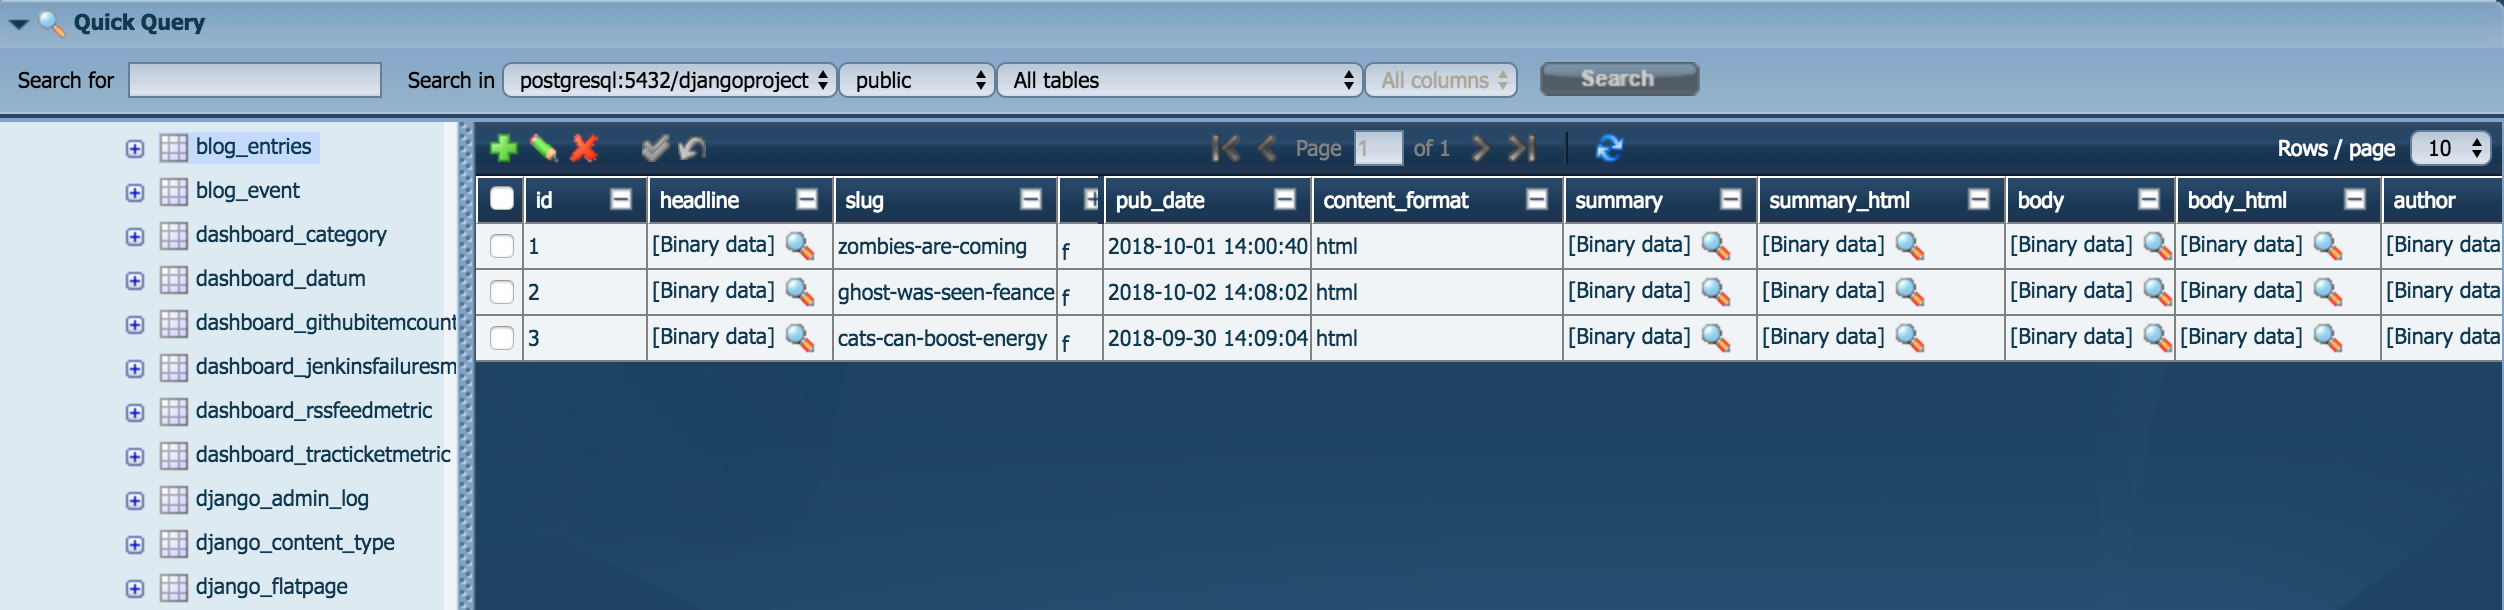 Quick Query
Search for Search in postgresql:5432/djangoproject public All tables All columns Search
blog_entries
blog_event
dashboard_category
dashboard_datum
dashboard_githubitemcount
dashboard_jenkinsfailuresm
dashboard_rssfeedmetric
dashboard_tracticketmetric
django_admin_log
django_content_type
django_flatpage
Page 1 of 1 Rows / page 10
id headline slug pub_date content_format summary summary_html body body_html author
1 [Binary data] zombies-are-coming f 2018-10-01 14:00:40 html [Binary data] [Binary data] [Binary data] [Binary data] [Binary data
2 [Binary data] ghost-was-seen-feance f 2018-10-02 14:08:02 html [Binary data] [Binary data] [Binary data] [Binary data] [Binary data
3 [Binary data] cats-can-boost-energy f 2018-09-30 14:09:04 html [Binary data] [Binary data] [Binary data] [Binary data] [Binary data